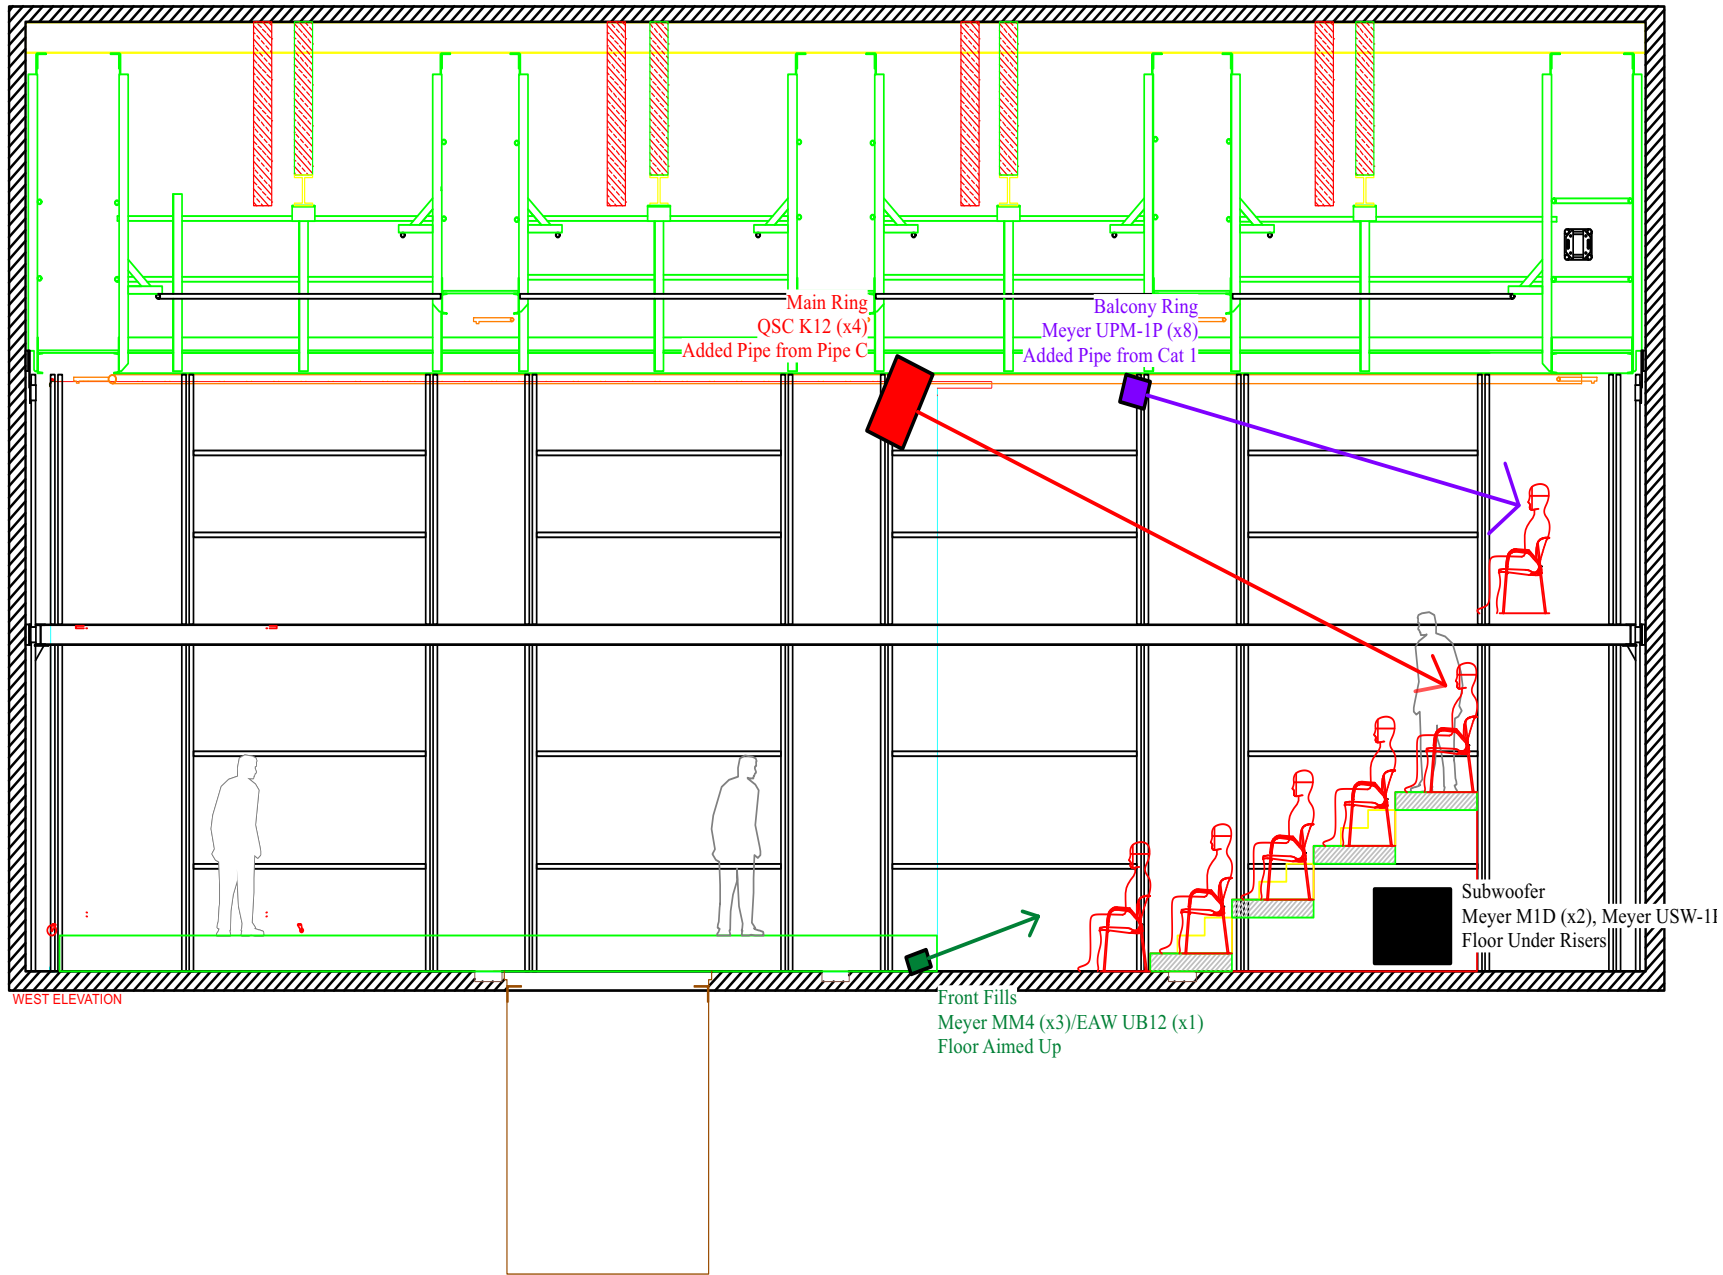 Main Ring
QSC K12 (x4)
Added Pipe from Pipe C
Balcony Ring
Meyer UPM-1P (x8)
Added Pipe from Cat 1
Subwoofer
Meyer M1D (x2), Meyer
Floor Under Risers
WEST ELEVATION
Front Fills
Meyer MM4 (x3)/EAW UB12 (x1)
Floor Aimed Up